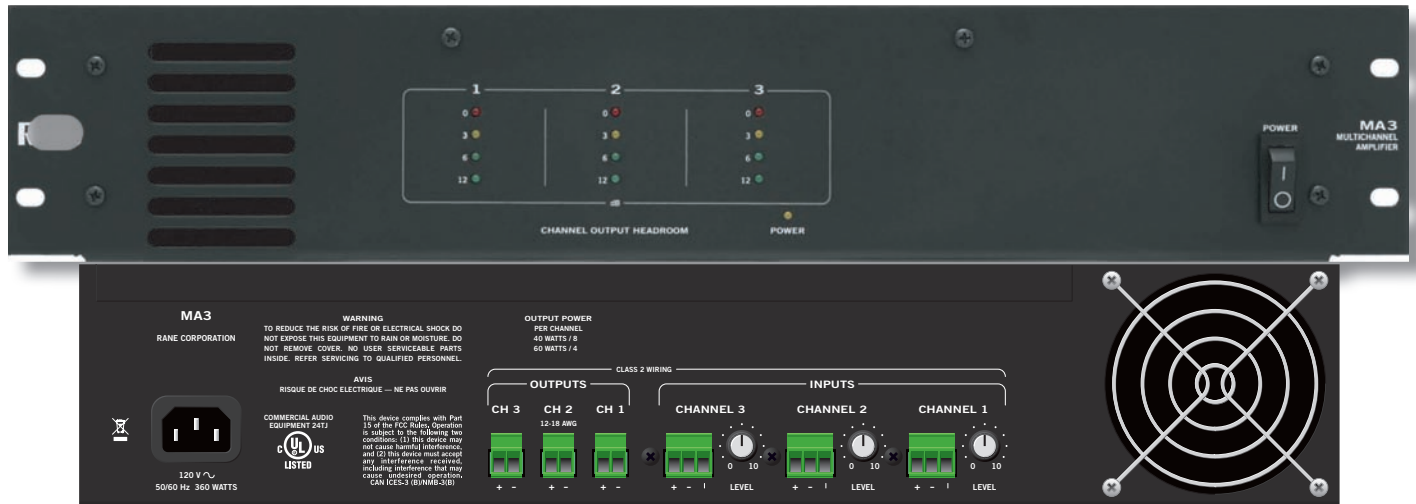 1 2 3
0 0 0
3 3 3
6 6 6
12 12 12
CHANNEL OUTPUT HEADROOM
POWER
POWER
MA3
MULTICHANNEL
AMPLIFIER
MA3
RANE CORPORATION
WARNING
TO REDUCE THE RISK OF FIRE OR ELECTRICAL SHOCK DO
NOT EXPOSE THIS EQUIPMENT TO RAIN OR MOISTURE. DO
NOT REMOVE COVER. NO USER SERVICEABLE PARTS
INSIDE. REFER SERVICING TO QUALIFIED PERSONNEL.
AVIS
RISQUE DE CHOC ELECTRIQUE — NE PAS OUVRIR
OUTPUT POWER
PER CHANNEL
40 WATTS / 8
60 WATTS / 4
COMMERCIAL AUDIO
EQUIPMENT 24TJ
C UL US
LISTED
This device complies with Part
15 of the FCC Rules. Operation
is subject to the following two
conditions: (1) this device may
not cause harmful interference,
and (2) this device must accept
any interference received,
including interference that may
cause undesired operation.
CAN ICES-3 (B)/NMB-3(B)
120 V
50/60 Hz 360 WATTS
CLASS 2 WIRING
OUTPUTS
CH 3 CH 2 CH 1
12-18 AWG
+ – + – + –
INPUTS
CHANNEL 3 CHANNEL 2 CHANNEL 1
0 10 0 10 0 10
+ – I LEVEL + – I LEVEL + – I LEVEL